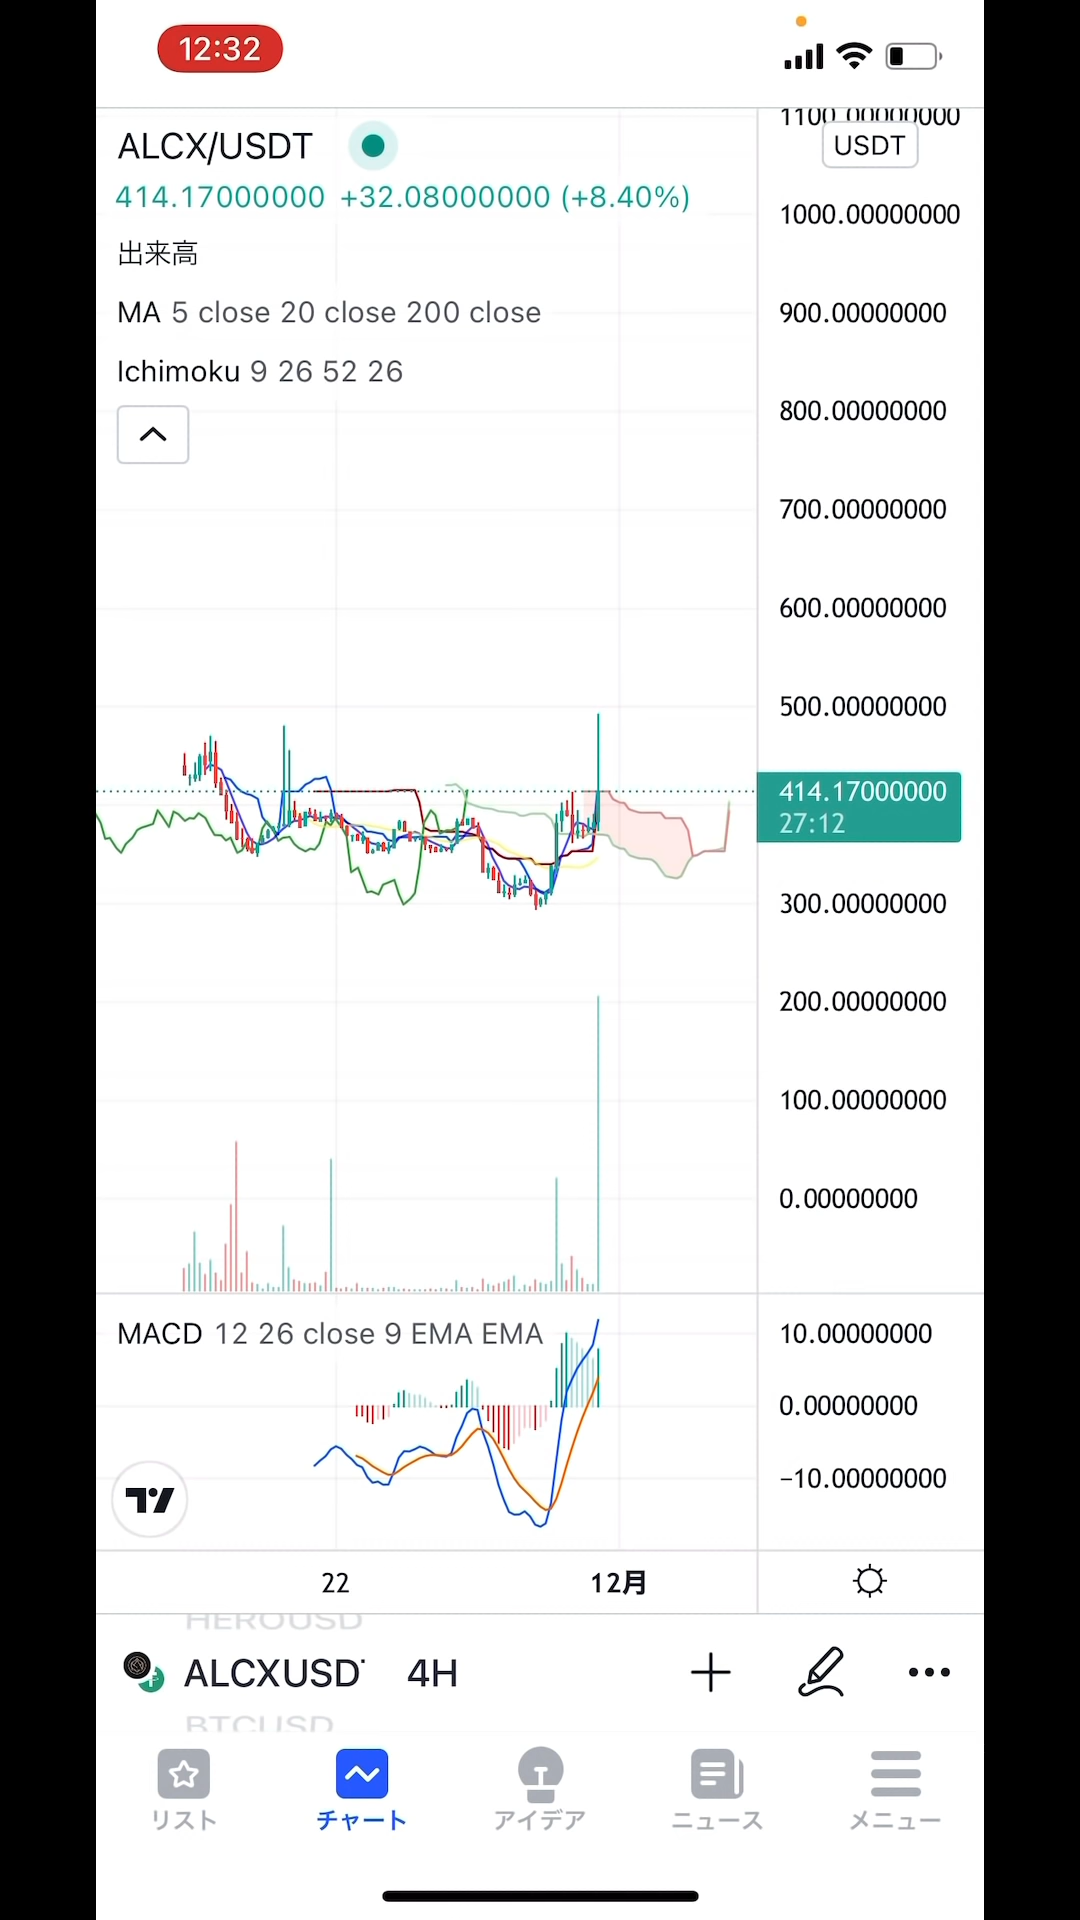 12:32
ALCX/USDT
414.17000000 +32.08000000 (+8.40%)
出来高
MA 5 close 20 close 200 close
Ichimoku 9 26 52 26
1100.00000000
USDT
1000.00000000
900.00000000
800.00000000
700.00000000
600.00000000
500.00000000
414.17000000
27:12
300.00000000
200.00000000
100.00000000
0.00000000
MACD 12 26 close 9 EMA EMA
10.00000000
0.00000000
−10.00000000
22 12月
HEROUSD
ALCXUSD 4H
BTCUSD
リスト チャート アイデア ニュース メニュー